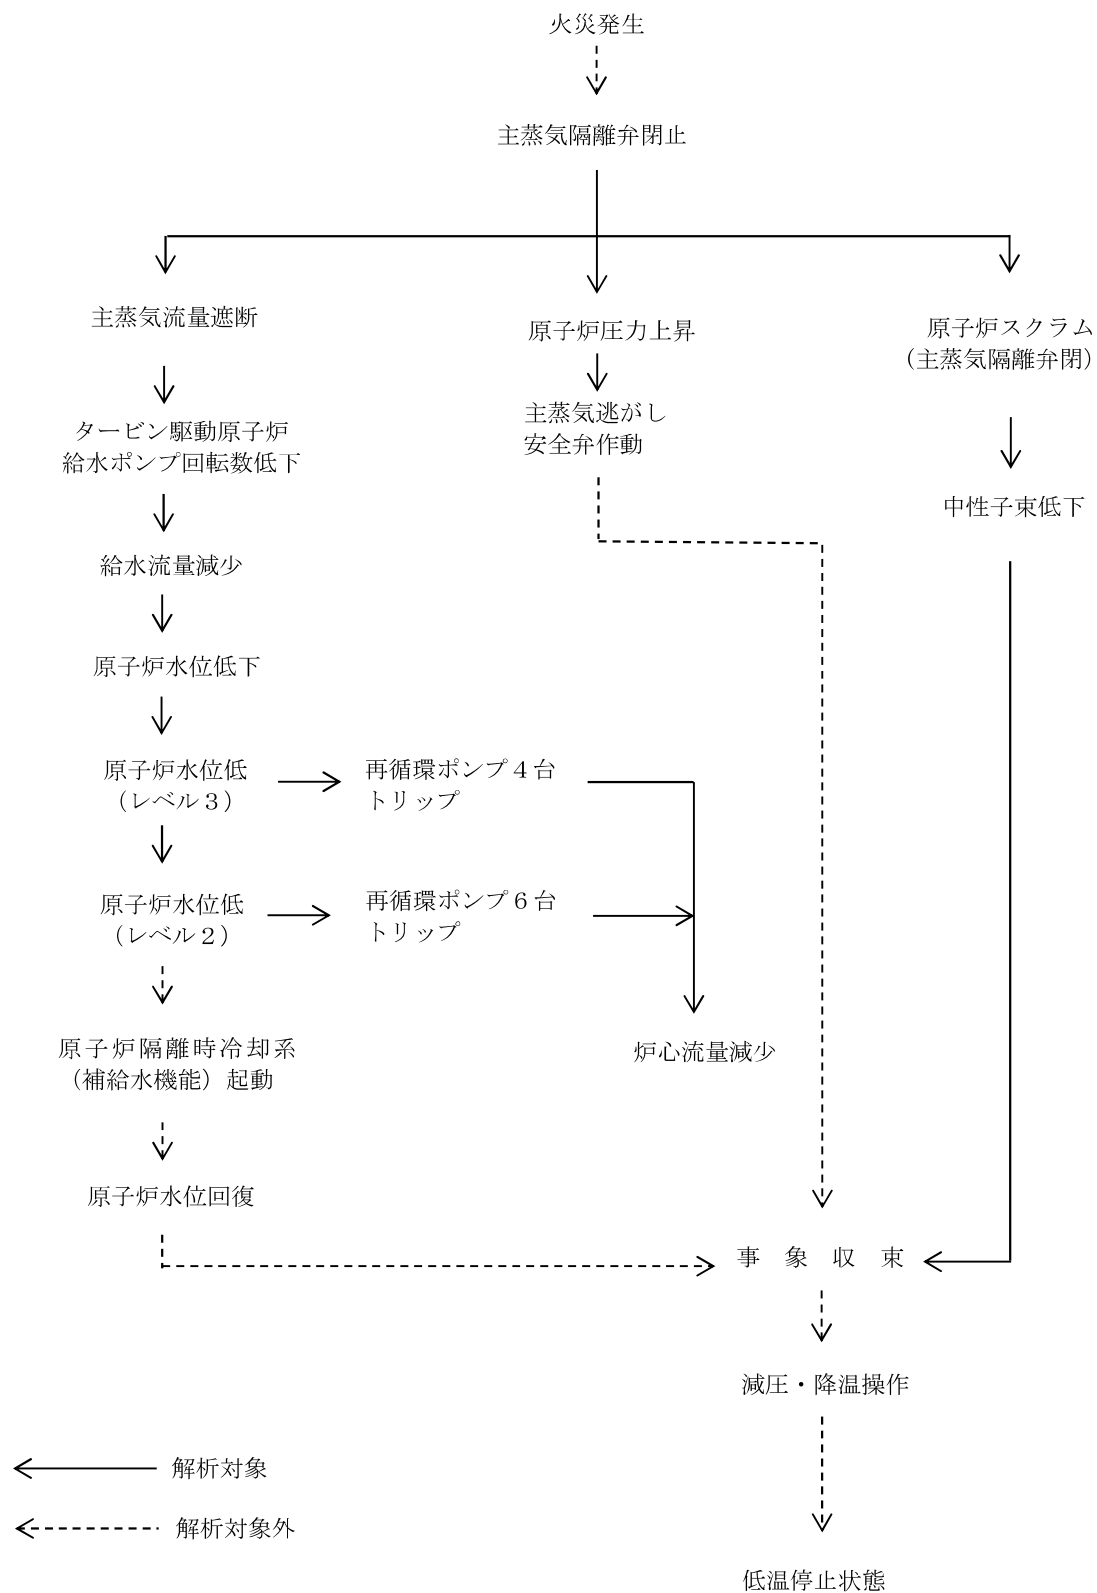 火災発生
主蒸気隔離弁閉止
主蒸気流量遮断
タービン駆動原子炉
給水ポンプ回転数低下
給水流量減少
原子炉水位低下
原子炉水位低
（レベル３）
再循環ポンプ４台
トリップ
原子炉水位低
（レベル２）
再循環ポンプ６台
トリップ
炉心流量減少
原子炉隔離時冷却系
（補給水機能）起動
原子炉水位回復
原子炉圧力上昇
主蒸気逃がし
安全弁作動
原子炉スクラム
（主蒸気隔離弁閉）
中性子束低下
事　象　収　束
減圧・降温操作
低温停止状態
解析対象
解析対象外